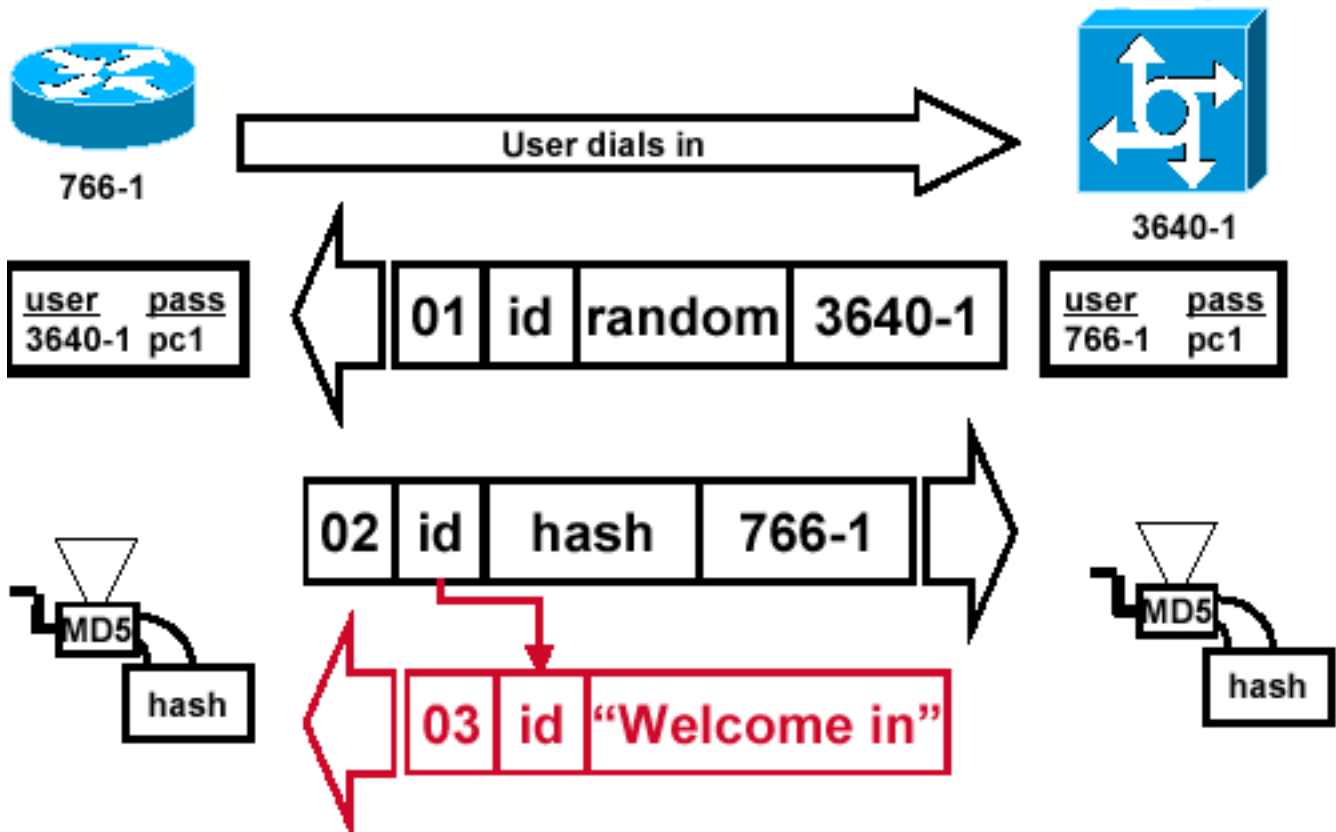 User dials in
766-1
3640-1
user pass
3640-1 pc1
01 id random 3640-1
user pass
766-1 pc1
02 id hash 766-1
MD5
hash
MD5
hash
03 id “Welcome in”